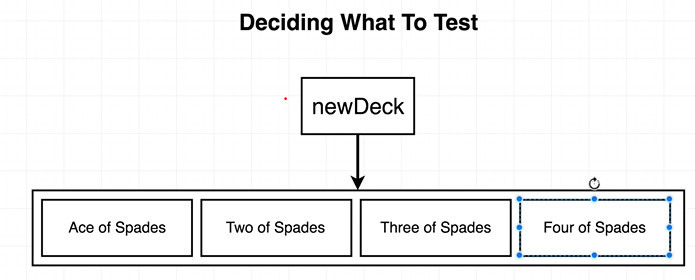 Deciding What To Test
newDeck
Ace of Spades
Two of Spades
Three of Spades
Four of Spades